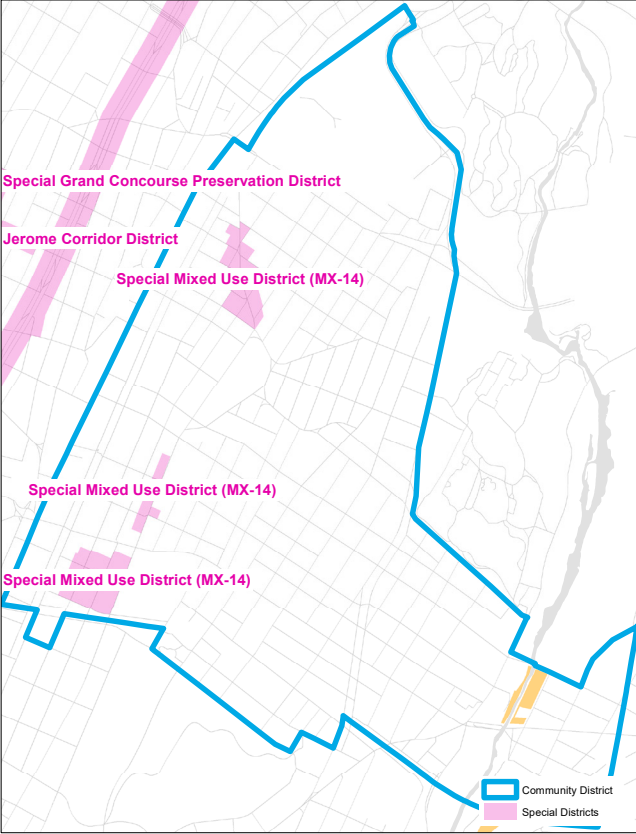 Special Grand Concourse Preservation District
Jerome Corridor District
Special Mixed Use District (MX-14)
Special Mixed Use District (MX-14)
Special Mixed Use District (MX-14)
Community District
Special Districts